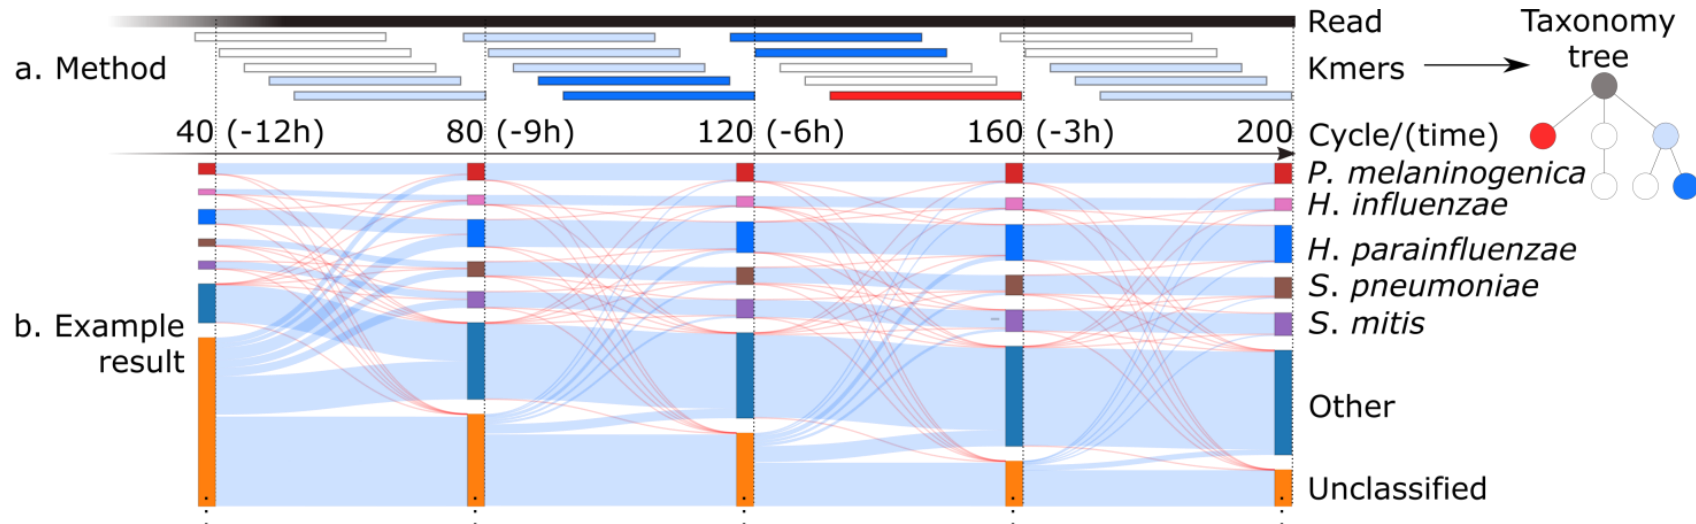 Read
Taxonomy
tree
a. Method
Kmers
40 (-12h) 80 (-9h) 120 (-6h) 160 (-3h) 200 Cycle/(time)
P. melaninogenica
H. influenzae
H. parainfluenzae
S. pneumoniae
S. mitis
b. Example
result
Other
Unclassified